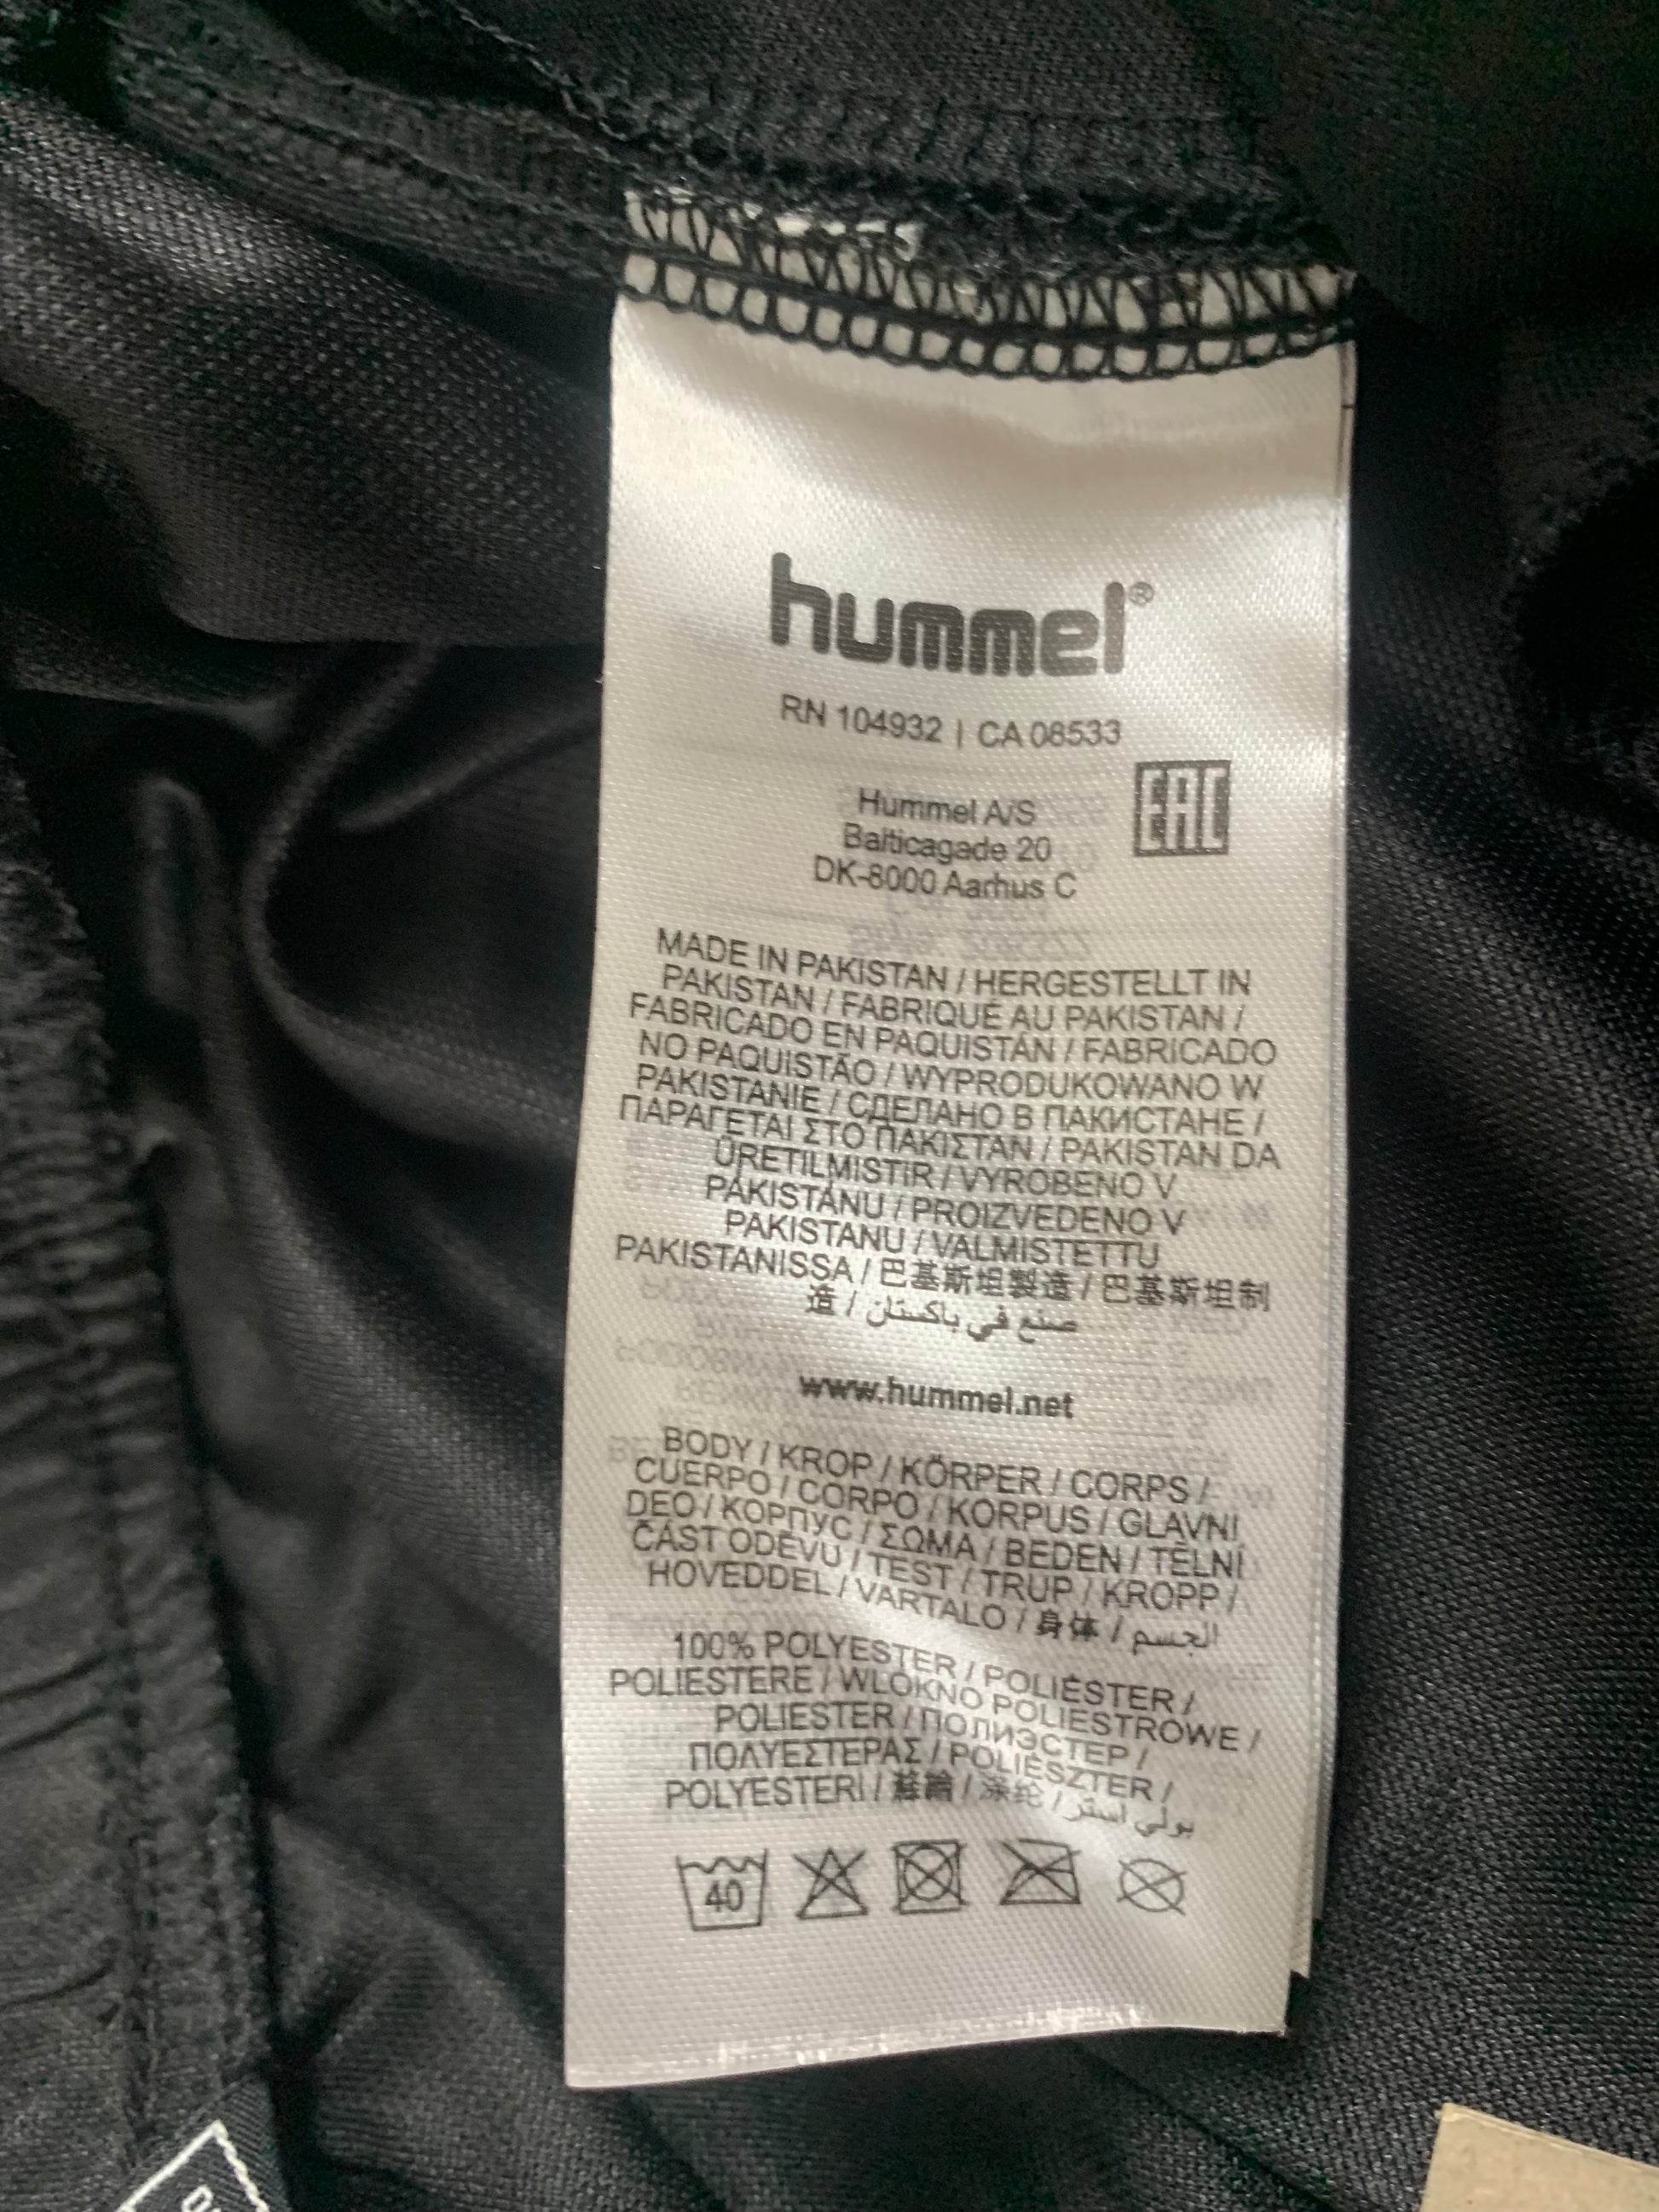 hummel®
RN 104932 | CA 08533
EAC
Hummel A/S
Balticagade 20
DK-8000 Aarhus C
MADE IN PAKISTAN / HERGESTELLT IN
PAKISTAN / FABRIQUÉ AU PAKISTAN /
FABRICADO EN PAQUISTÁN / FABRICADO
NO PAQUISTÃO / WYPRODUKOWANO W
PAKISTANIE / СДЕЛАНО В ПАКИСТАНЕ /
ΠΑΡΑΓΕΤΑΙ ΣΤΟ ΠΑΚΙΣΤΑΝ / PAKISTAN DA
ÜRETILMISTIR / VYROBENO V
PÁKISTÁNU / PROIZVEDENO V
PAKISTANU / VALMISTETTU
PAKISTANISSA / 巴基斯坦製造 / 巴基斯坦制
造 / صنع في باكستان
www.hummel.net
BODY / KROP / KÖRPER / CORPS /
CUERPO / CORPO / KORPUS / GLAVNI
DEO / КОРПУС / ΣΩΜΑ / BEDEN / TĚLNÍ
ČÁST ODĚVU / TEST / TRUP / KROPP /
HOVEDDEL / VARTALO / 身体 / الجسم
100% POLYESTER / POLIÉSTER /
POLIESTERE / WLÓKNO POLIESTROWE /
POLIESTER / ПОЛИЭСТЕР /
ΠΟΛΥΕΣΤΕΡΑΣ / POLIÉSZTER /
POLYESTERI / 滌綸 / 涤纶 / بولي استر
40